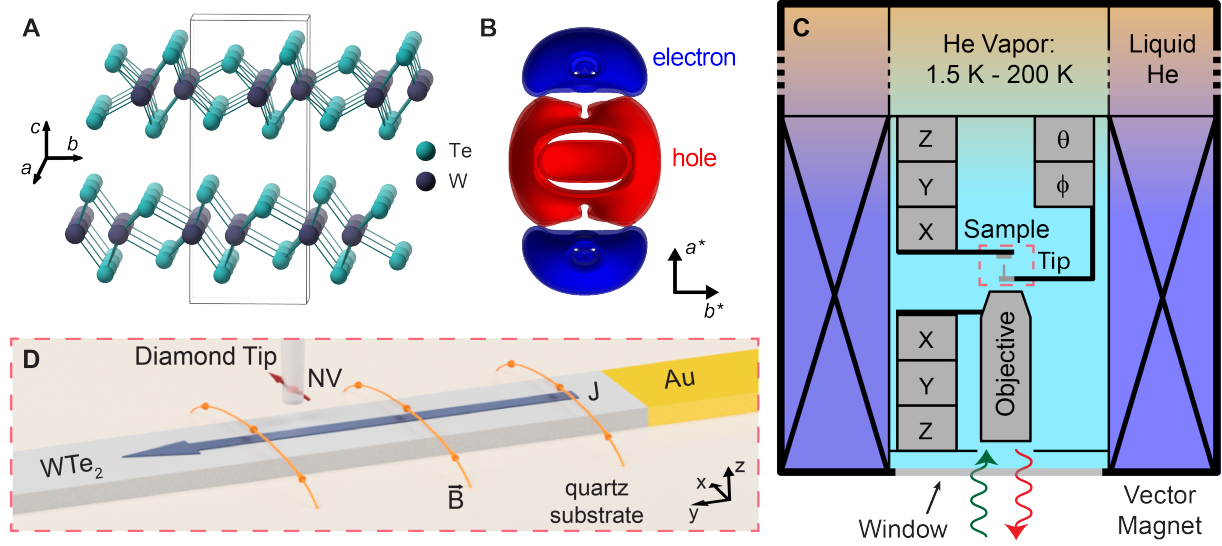 A
c
b
a
Te
W
B
electron
hole
a*
b*
C
He Vapor:
1.5 K - 200 K
Liquid
He
Z
Y
X
θ
ϕ
Sample
Tip
X
Y
Z
Objective
Window
Vector
Magnet
D
Diamond Tip
NV
J
Au
WTe₂
B⃗
quartz
substrate
x
y
z